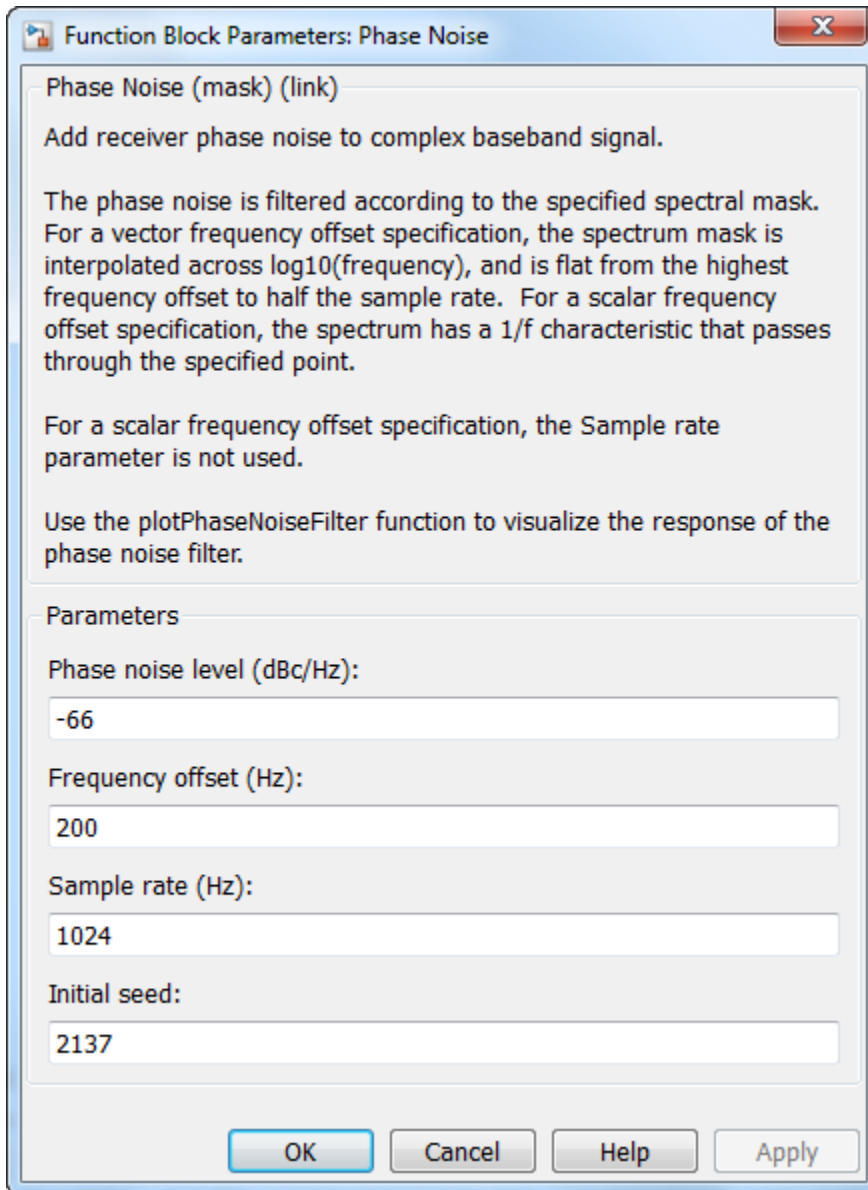 Function Block Parameters: Phase Noise
Phase Noise (mask) (link)
Add receiver phase noise to complex baseband signal.
The phase noise is filtered according to the specified spectral mask.
For a vector frequency offset specification, the spectrum mask is
interpolated across log10(frequency), and is flat from the highest
frequency offset to half the sample rate.  For a scalar frequency
offset specification, the spectrum has a 1/f characteristic that passes
through the specified point.
For a scalar frequency offset specification, the Sample rate
parameter is not used.
Use the plotPhaseNoiseFilter function to visualize the response of the
phase noise filter.
Parameters
Phase noise level (dBc/Hz):
-66
Frequency offset (Hz):
200
Sample rate (Hz):
1024
Initial seed:
2137
OK Cancel Help Apply